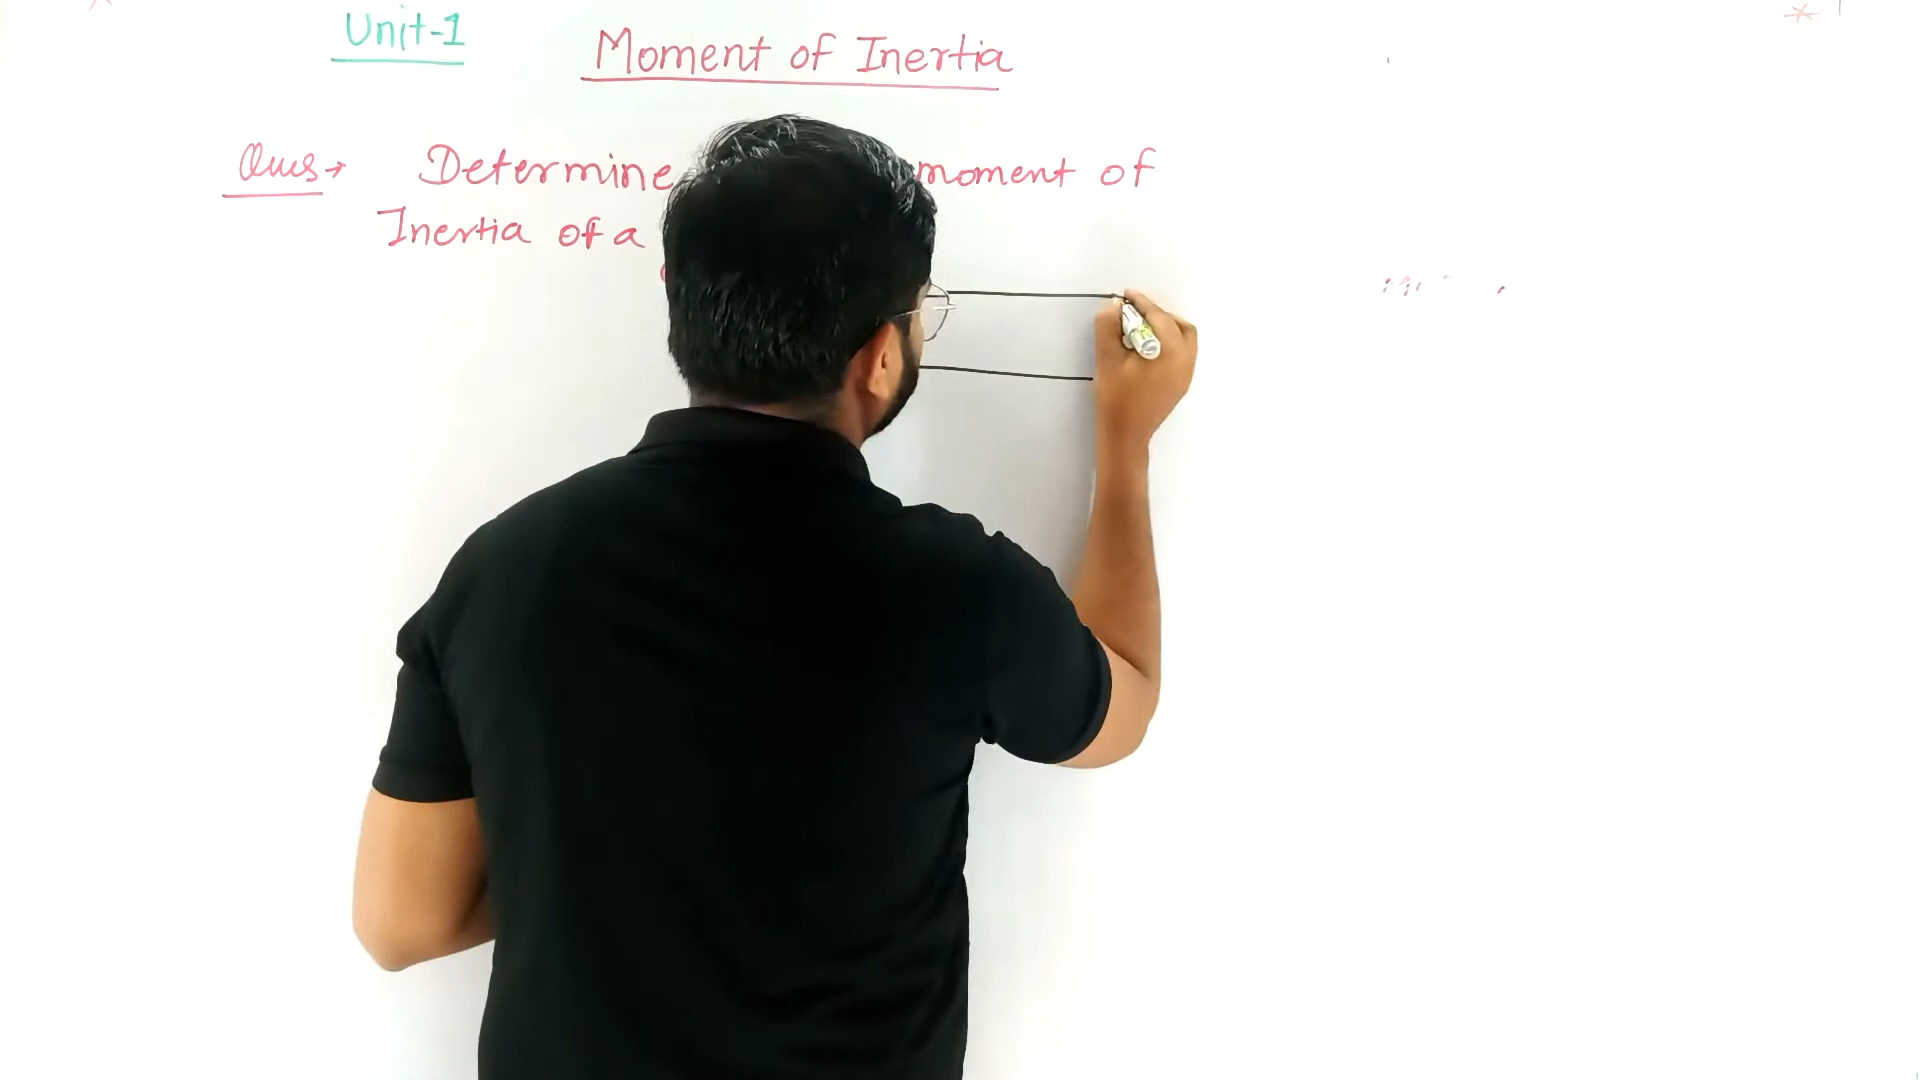 Unit-1
Moment of Inertia
Ques→ Determine moment of
Inertia of a